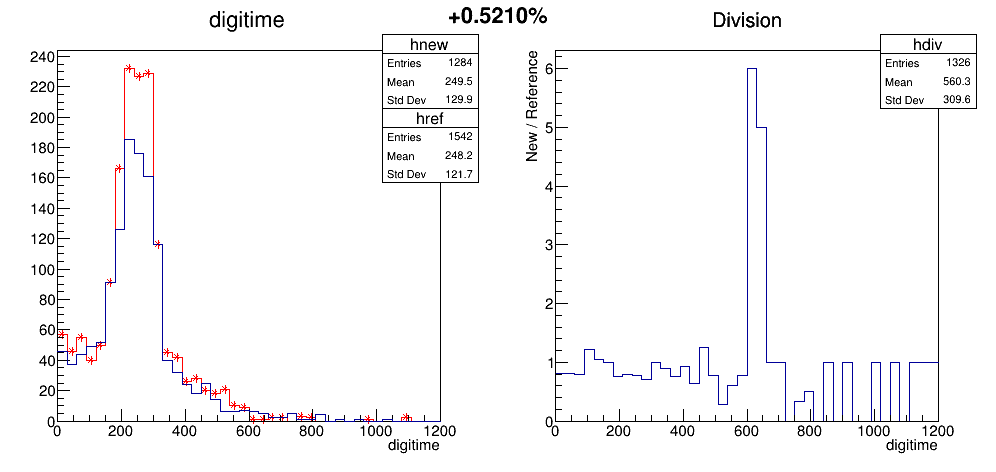 +0.5210%
digitime
hnew
Entries 1284
Mean 249.5
Std Dev 129.9
href
Entries 1542
Mean 248.2
Std Dev 121.7
240
220
200
180
160
140
120
100
80
60
40
20
0
0 200 400 600 800 1000 1200
digitime
Division
hdiv
Entries 1326
Mean 560.3
Std Dev 309.6
New / Reference
6
5
4
3
2
1
0
0 200 400 600 800 1000 1200
digitime